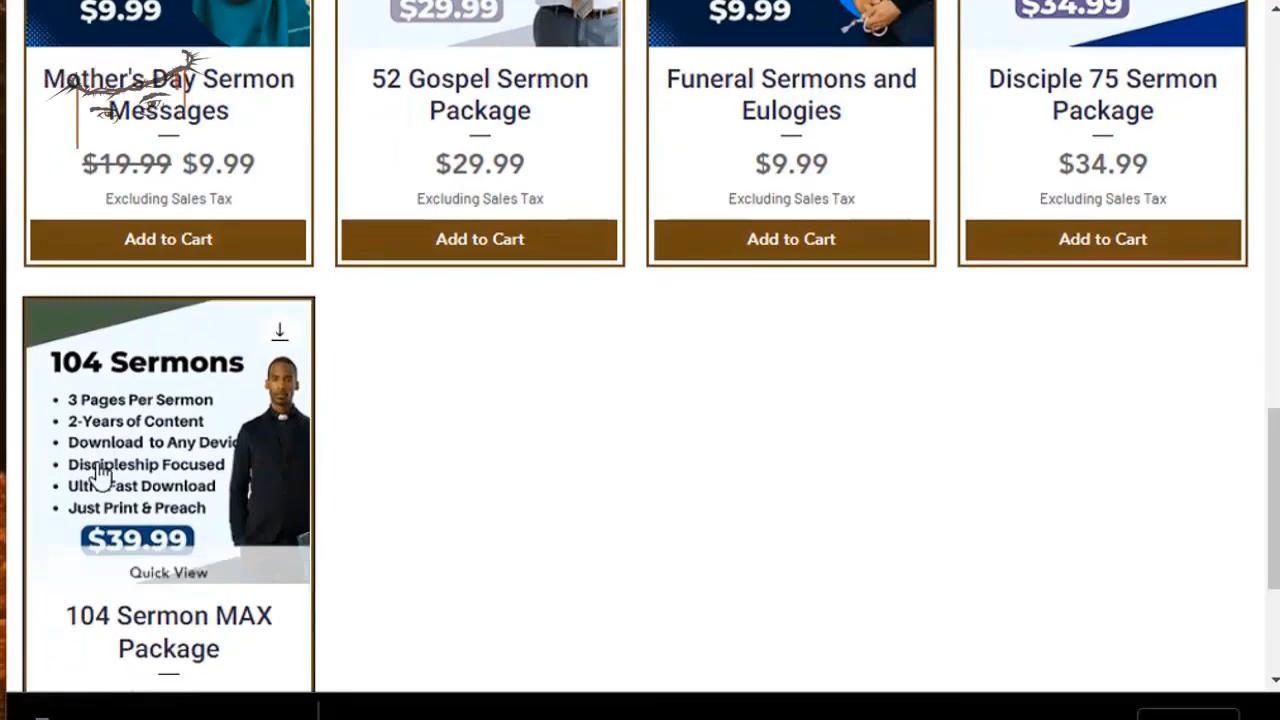 $9.99
$29.99
$9.99
$34.99
Mother's Day Sermon
Messages
$19.99 $9.99
Excluding Sales Tax
Add to Cart
52 Gospel Sermon
Package
$29.99
Excluding Sales Tax
Add to Cart
Funeral Sermons and
Eulogies
$9.99
Excluding Sales Tax
Add to Cart
Disciple 75 Sermon
Package
$34.99
Excluding Sales Tax
Add to Cart
104 Sermons
• 3 Pages Per Sermon
• 2-Years of Content
• Download to Any Devic
• Discipleship Focused
• Ultra Fast Download
• Just Print & Preach
$39.99
Quick View
104 Sermon MAX
Package